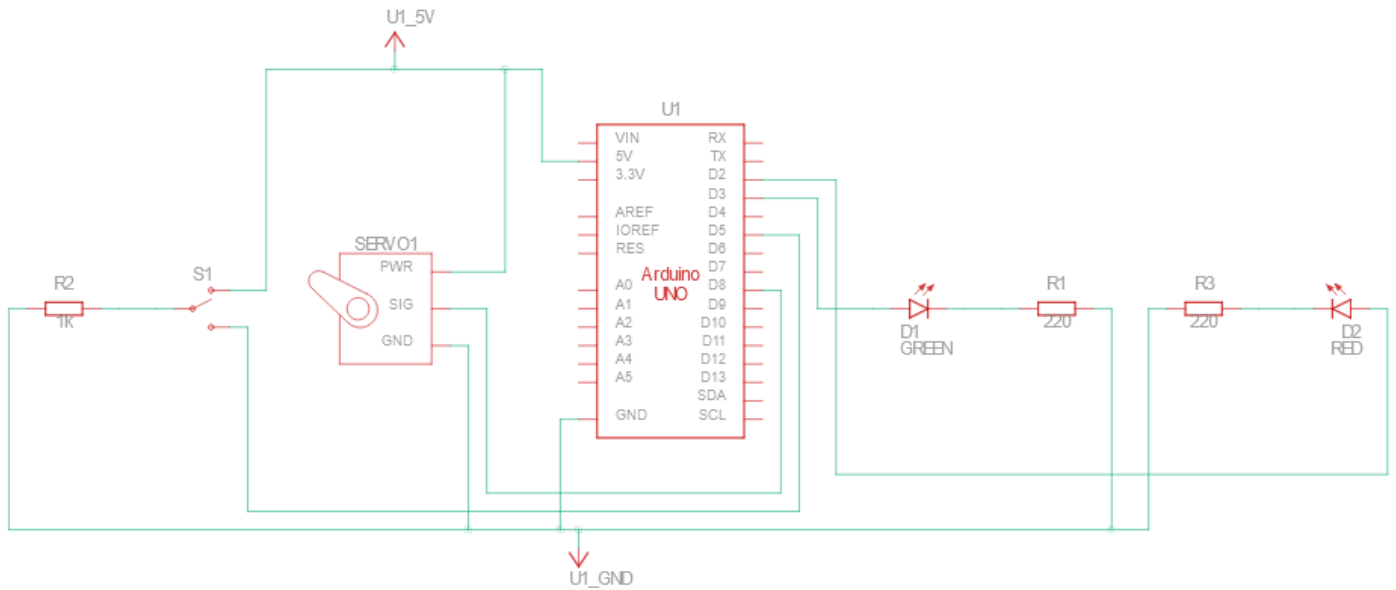 U1_5V
U1
VIN
RX
5V
TX
3.3V
D2
D3
AREF
D4
IOREF
D5
RES
D6
D7
Arduino
UNO
A0
D8
A1
D9
A2
D10
A3
D11
A4
D12
A5
D13
SDA
GND
SCL
SERVO1
PWR
SIG
GND
R2
1k
S1
D1
GREEN
R1
220
R3
220
D2
RED
U1_GND